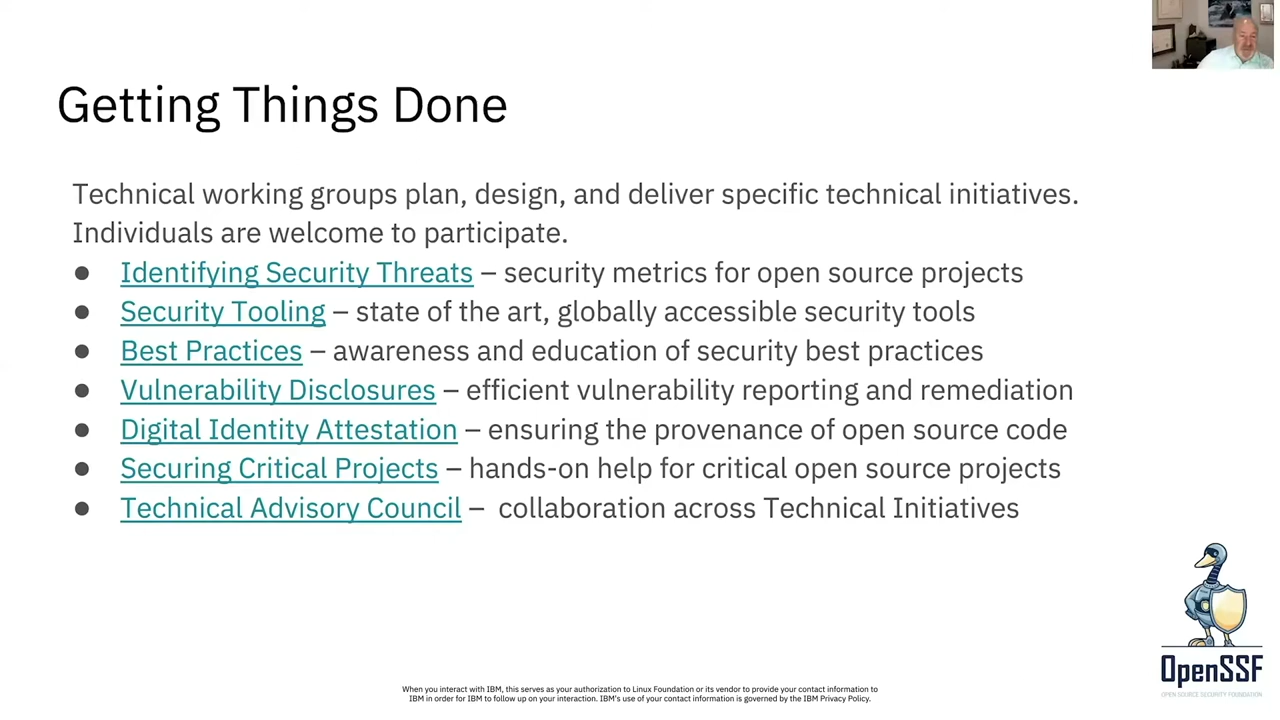 Getting Things Done
Technical working groups plan, design, and deliver specific technical initiatives.
Individuals are welcome to participate.
● Identifying Security Threats – security metrics for open source projects
● Security Tooling – state of the art, globally accessible security tools
● Best Practices – awareness and education of security best practices
● Vulnerability Disclosures – efficient vulnerability reporting and remediation
● Digital Identity Attestation – ensuring the provenance of open source code
● Securing Critical Projects – hands-on help for critical open source projects
● Technical Advisory Council – collaboration across Technical Initiatives
OpenSSF
OPEN SOURCE SECURITY FOUNDATION
When you interact with IBM, this serves as your authorization to Linux Foundation or its vendor to provide your contact information to
IBM in order for IBM to follow up on your interaction. IBM's use of your contact information is governed by the IBM Privacy Policy.